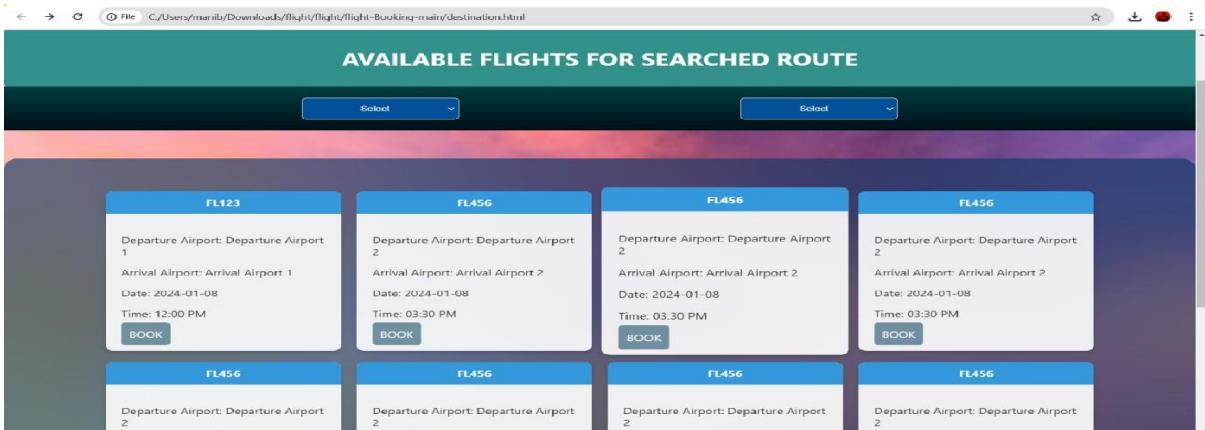 File C:/Users/manib/Downloads/flight/flight/flight-Booking-main/destination.html
AVAILABLE FLIGHTS FOR SEARCHED ROUTE
Select Select
FL123 FL456 FL456 FL456
Departure Airport: Departure Airport Departure Airport: Departure Airport Departure Airport: Departure Airport Departure Airport: Departure Airport
1 2 2 2
Arrival Airport: Arrival Airport 1 Arrival Airport: Arrival Airport 2 Arrival Airport: Arrival Airport 2 Arrival Airport: Arrival Airport 2
Date: 2024-01-08 Date: 2024-01-08 Date: 2024-01-08 Date: 2024-01-08
Time: 12:00 PM Time: 03:30 PM Time: 03:30 PM Time: 03:30 PM
BOOK BOOK BOOK BOOK
FL456 FL456 FL456 FL456
Departure Airport: Departure Airport Departure Airport: Departure Airport Departure Airport: Departure Airport Departure Airport: Departure Airport
2 2 2 2